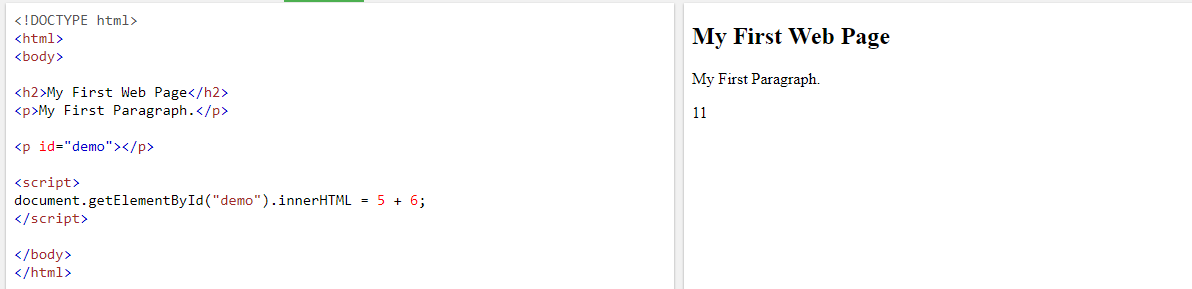 <!DOCTYPE html>
<html>
<body>
<h2>My First Web Page</h2>
<p>My First Paragraph.</p>
<p id="demo"></p>
<script>
document.getElementById("demo").innerHTML = 5 + 6;
</script>
</body>
</html>
My First Web Page
My First Paragraph.
11